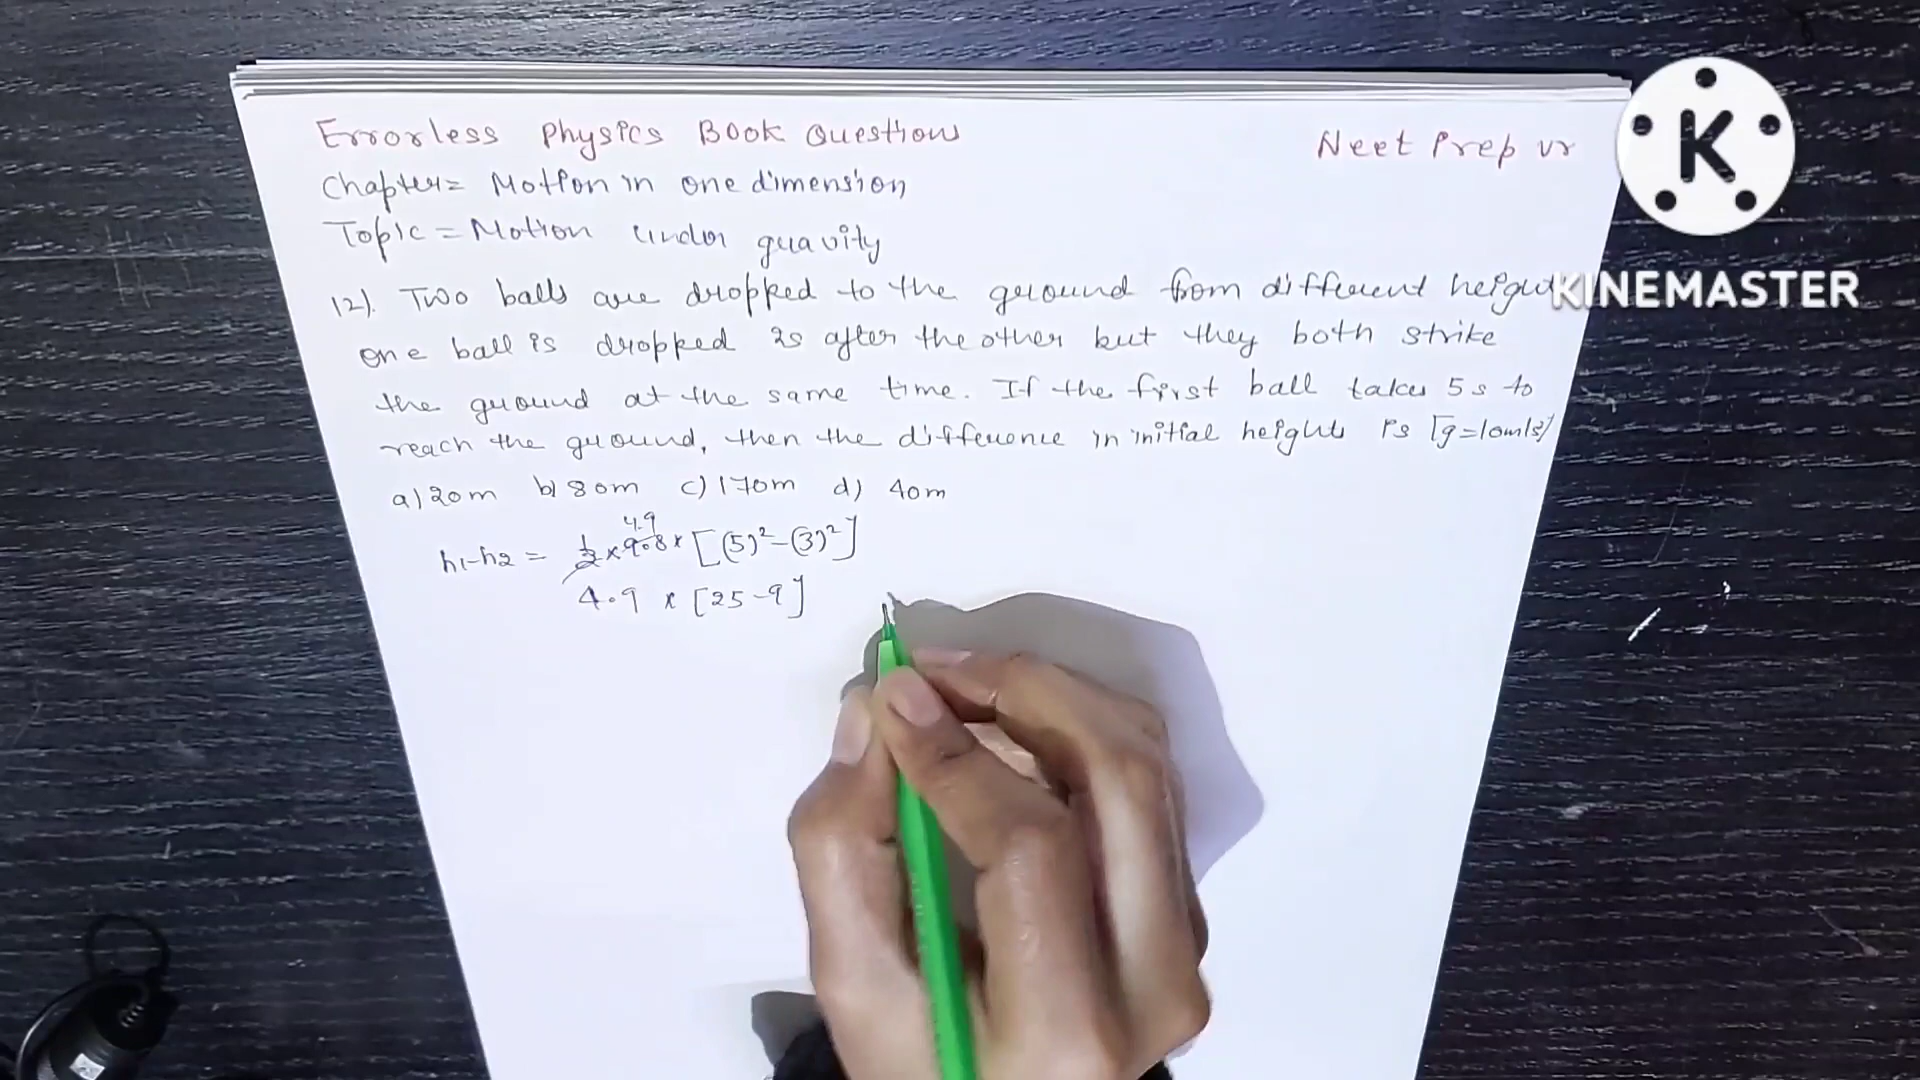 Errorless Physics Book Question
Neet Prep vr
K
KINEMASTER
Chapter= Motion in one dimension
Topic = Motion under gravity
12). Two balls are dropped to the ground from different height
one ball is dropped 2s after the other but they both strike
the ground at the same time. If the first ball takes 5s to
reach the ground, then the difference in initial heights is [g=10m/s]
a) 20m b) 80m c) 170m d) 40m
4.9
h1-h2 = 1/2 × 9.8 × [(5)²-(3)²]
4.9 × [25-9]